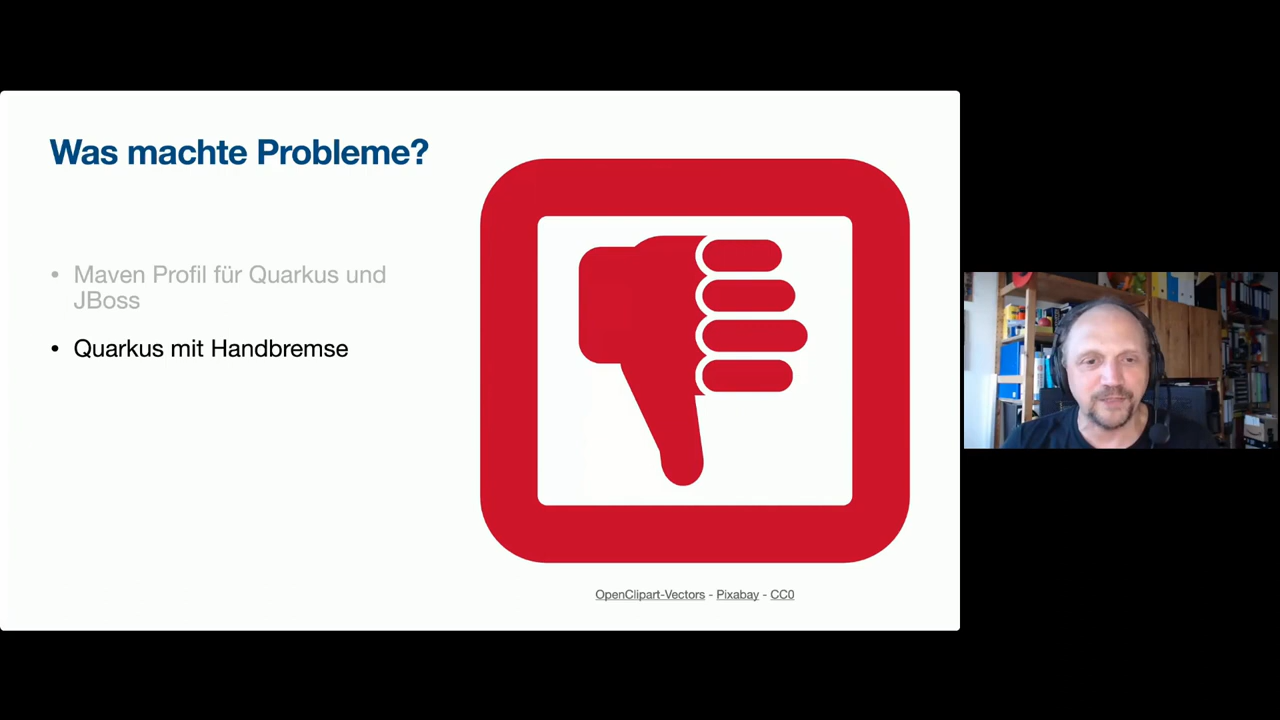 Was machte Probleme?
• Maven Profil für Quarkus und
JBoss
• Quarkus mit Handbremse
OpenClipart-Vectors - Pixabay - CC0